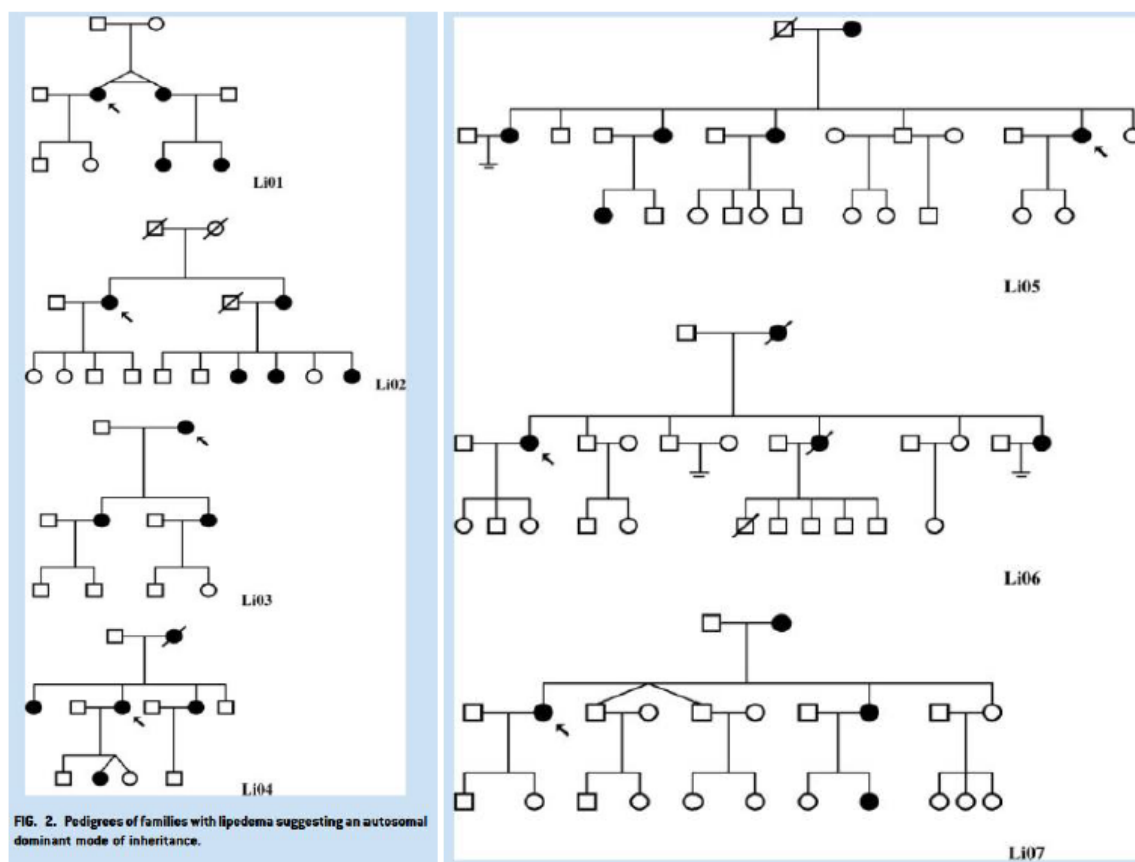 Li01
Li02
Li03
Li04
FIG. 2. Pedigrees of families with lipedema suggesting an autosomal
dominant mode of inheritance.
Li05
Li06
Li07